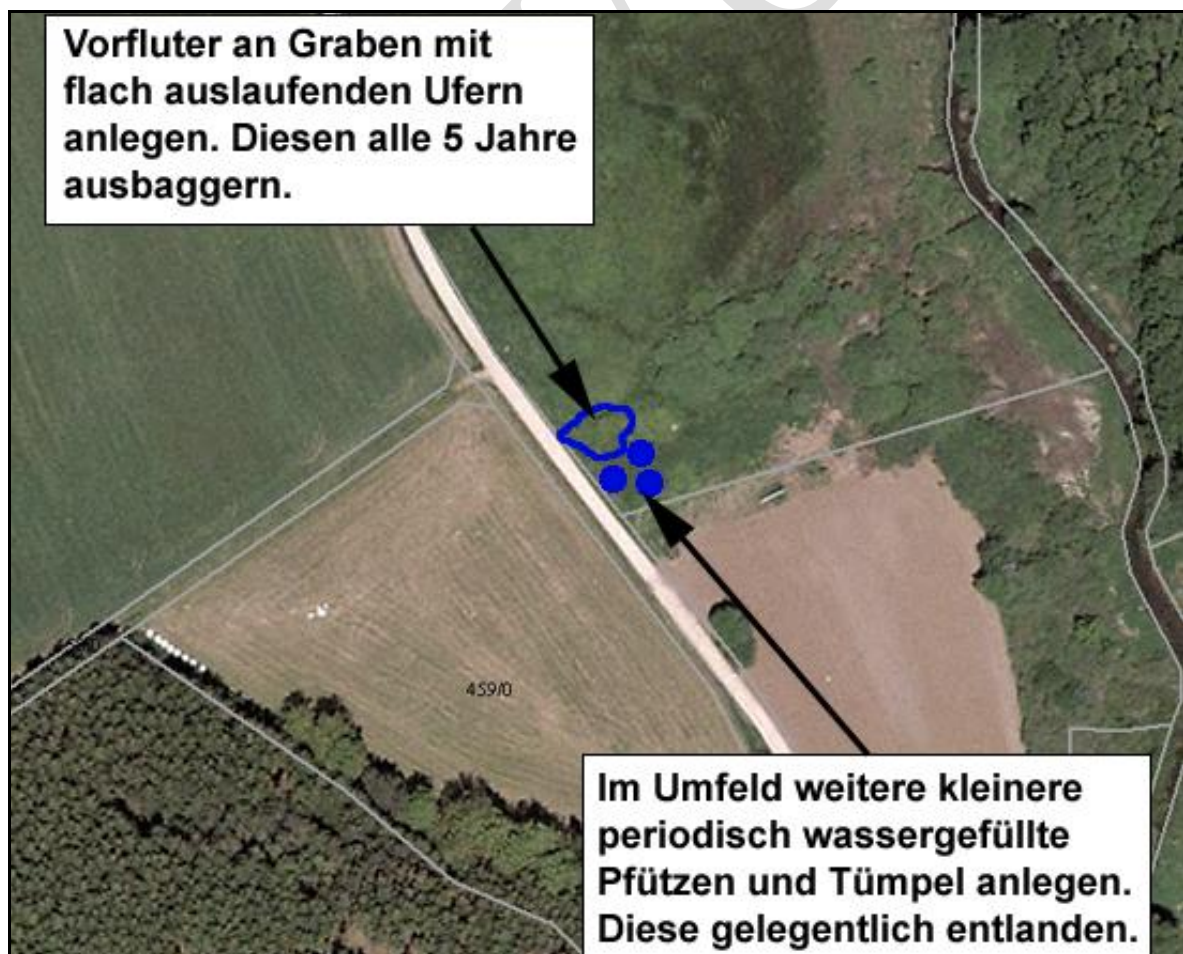 Vorfluter an Graben mit
flach auslaufenden Ufern
anlegen. Diesen alle 5 Jahre
ausbaggern.
459/0
Im Umfeld weitere kleinere
periodisch wassergefüllte
Pfützen und Tümpel anlegen.
Diese gelegentlich entlanden.